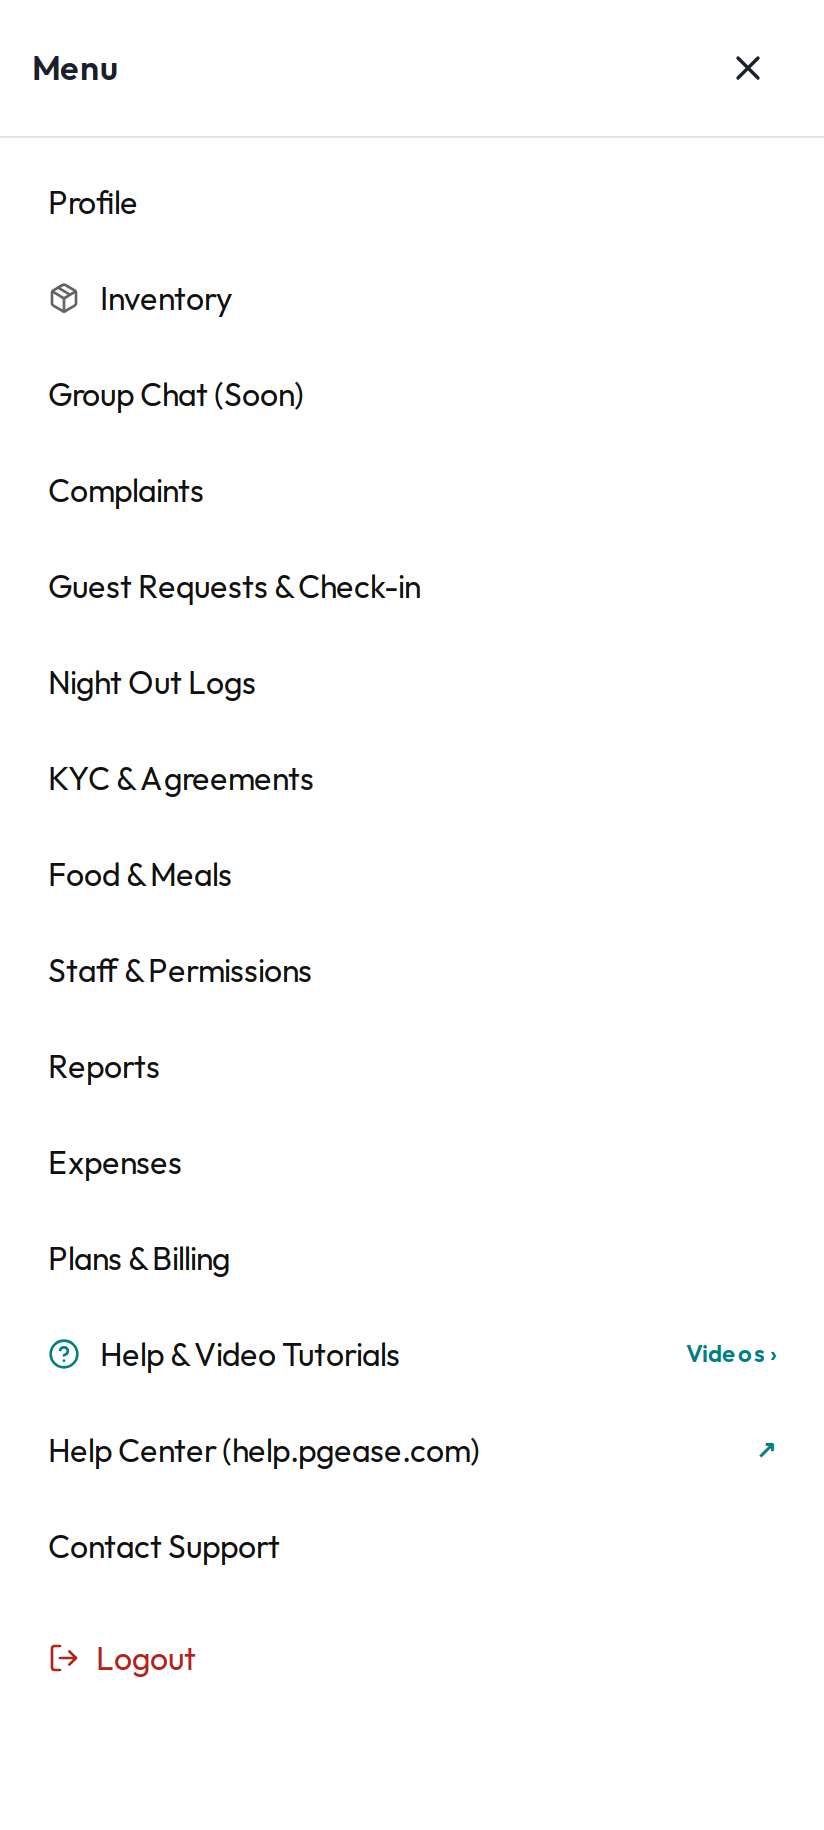 Menu
Profile
Inventory
Group Chat (Soon)
Complaints
Guest Requests & Check-in
Night Out Logs
KYC & Agreements
Food & Meals
Staff & Permissions
Reports
Expenses
Plans & Billing
Help & Video Tutorials Videos ›
Help Center (help.pgease.com) ↗
Contact Support
Logout